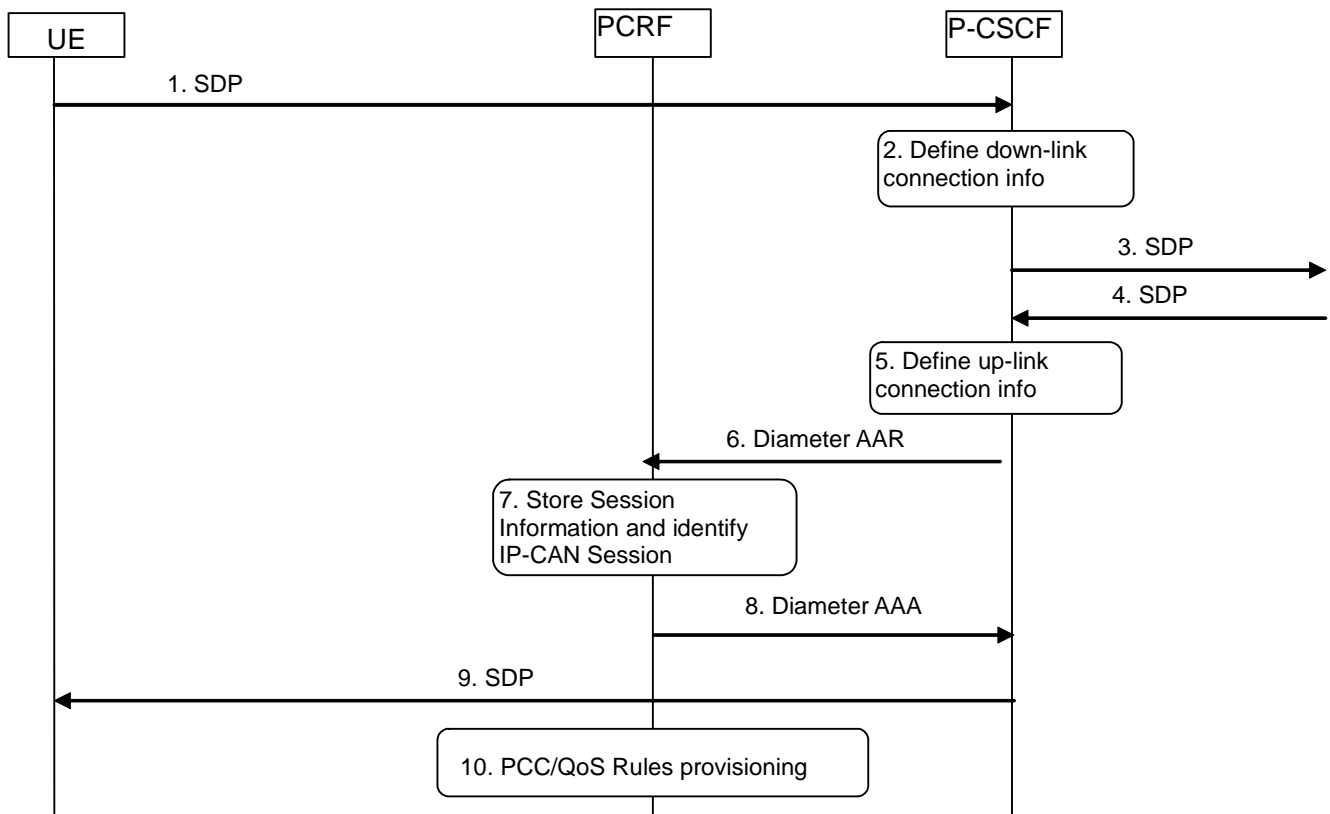 UE
PCRF
P-CSCF
1. SDP
2. Define down-link
connection info
3. SDP
4. SDP
5. Define up-link
connection info
6. Diameter AAR
7. Store Session
Information and identify
IP-CAN Session
8. Diameter AAA
9. SDP
10. PCC/QoS Rules provisioning